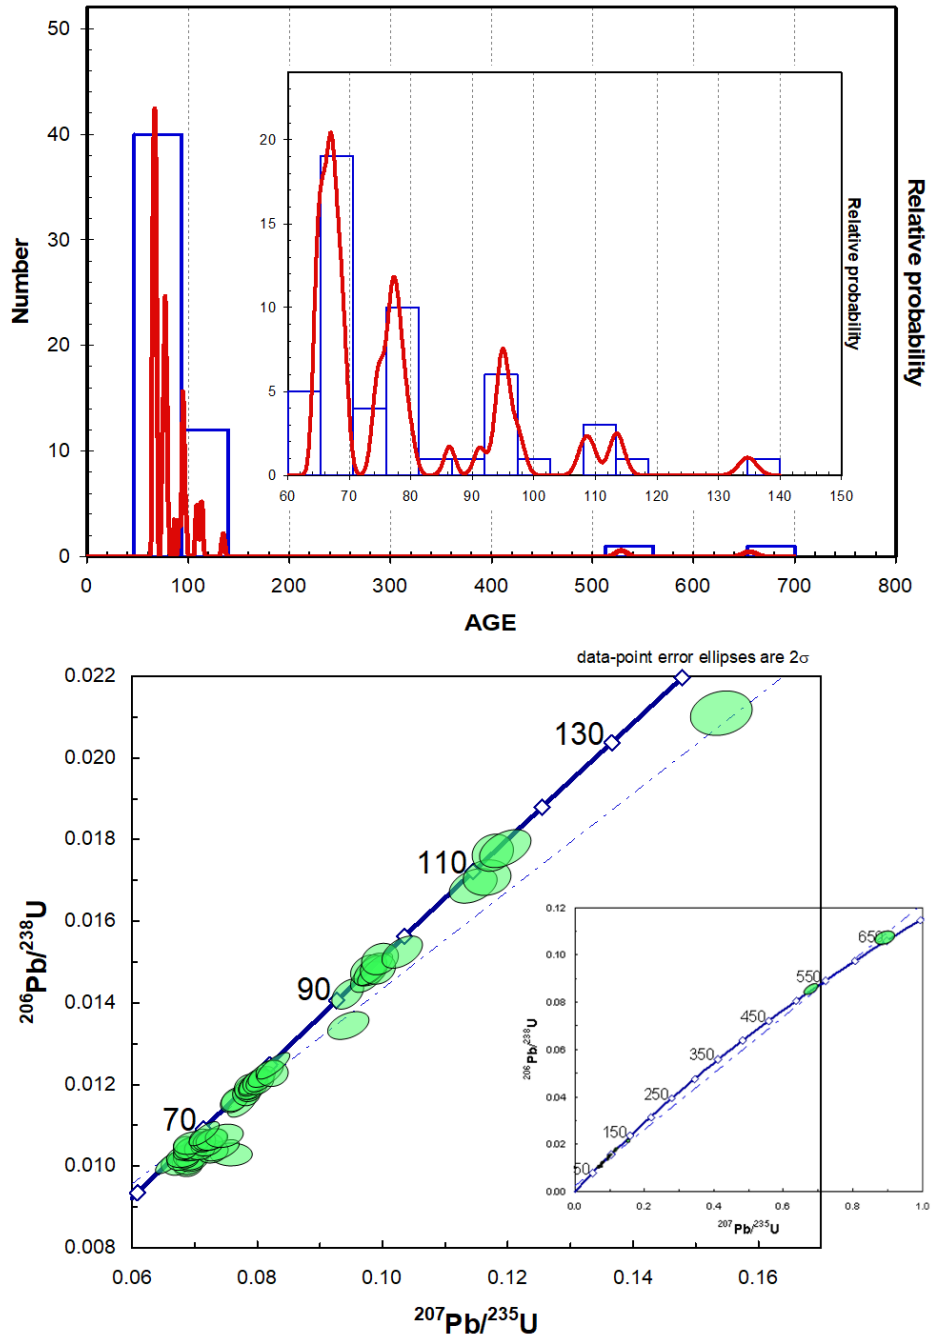 50
40
30
20
10
0
Number
0 100 200 300 400 500 600 700 800
AGE
Relative probability
20
15
10
5
0
60 70 80 90 100 110 120 130 140 150
Relative probability
data-point error ellipses are 2σ
0.022
0.020
0.018
0.016
0.014
0.012
0.010
0.008
²⁰⁶Pb/²³⁸U
130
110
90
70
0.06 0.08 0.10 0.12 0.14 0.16
²⁰⁷Pb/²³⁵U
0.12
0.10
0.08
0.06
0.04
0.02
0.00
²⁰⁶Pb/²³⁸U
650
550
450
350
250
150
50
0.0 0.2 0.4 0.6 0.8 1.0
²⁰⁷Pb/²³⁵U